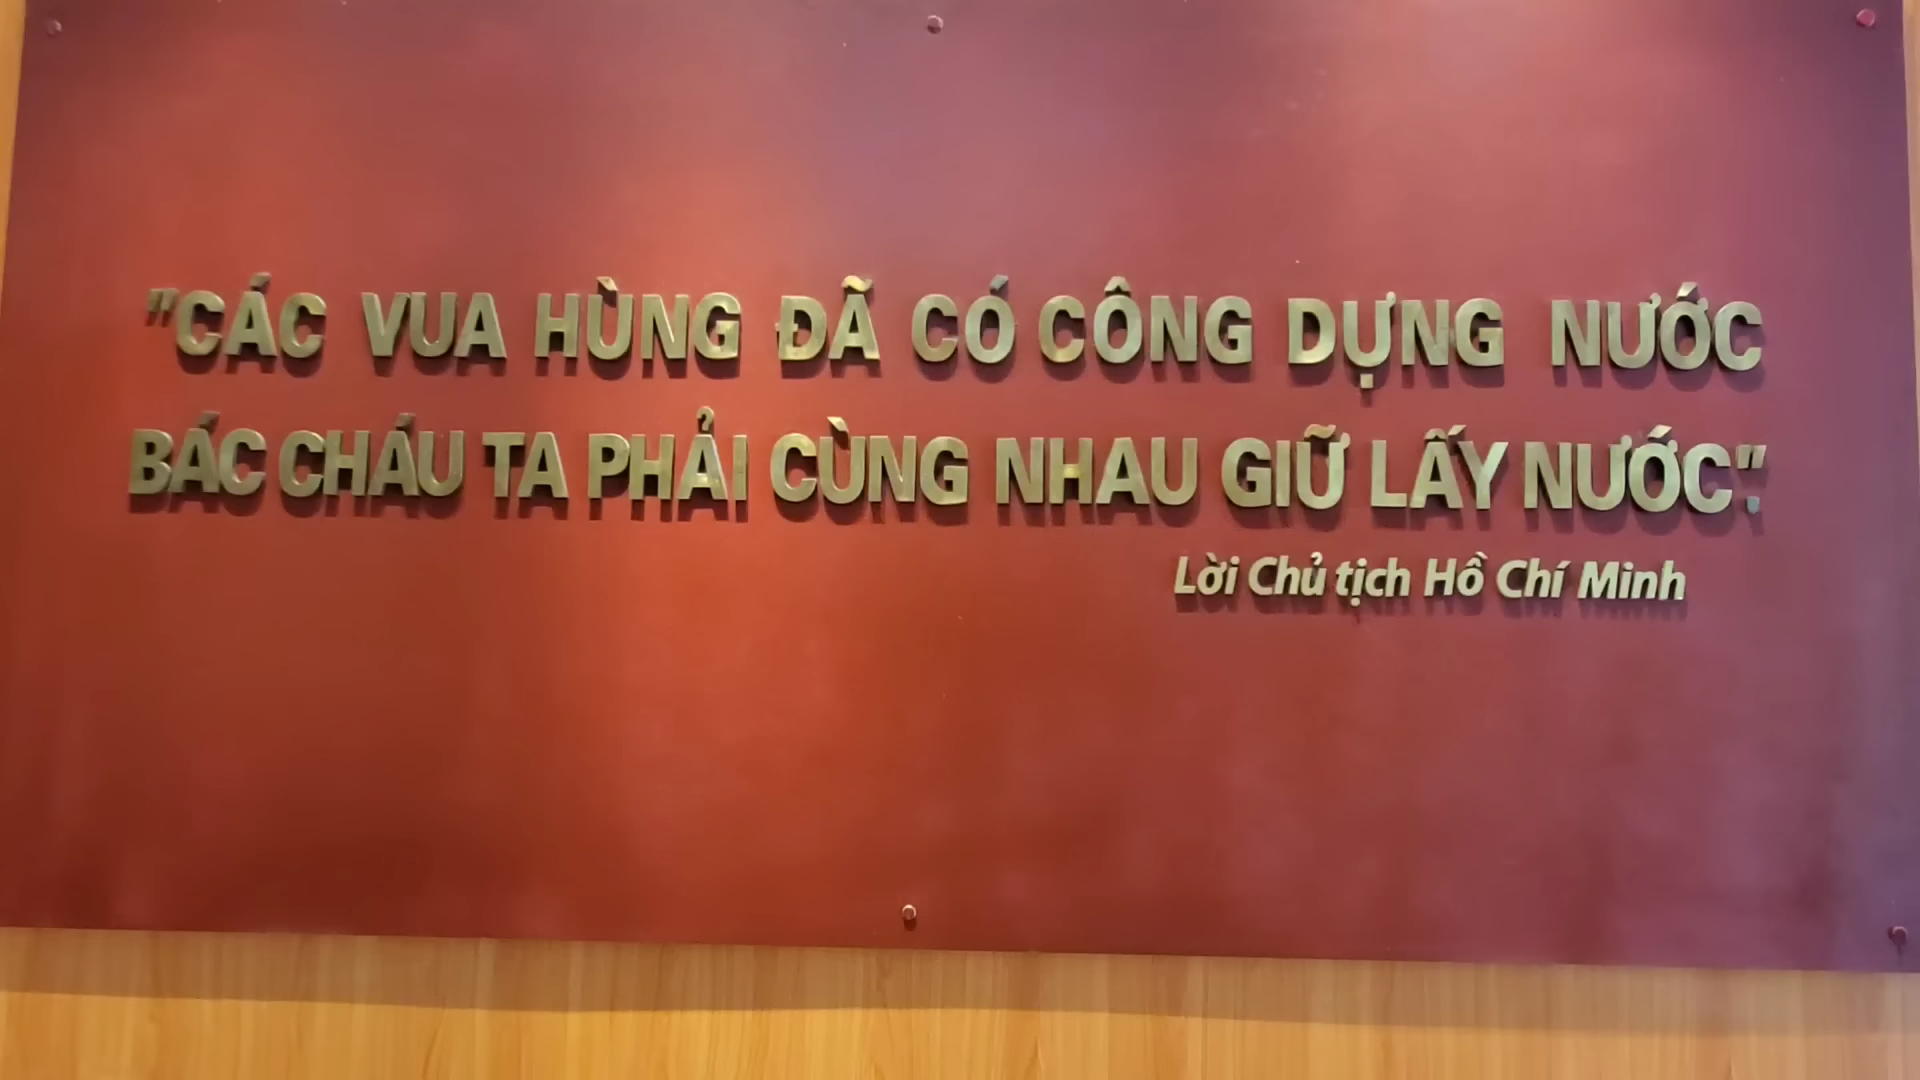 "CÁC VUA HÙNG ĐÃ CÓ CÔNG DỰNG NƯỚC
BÁC CHÁU TA PHẢI CÙNG NHAU GIỮ LẤY NƯỚC".
Lời Chủ tịch Hồ Chí Minh